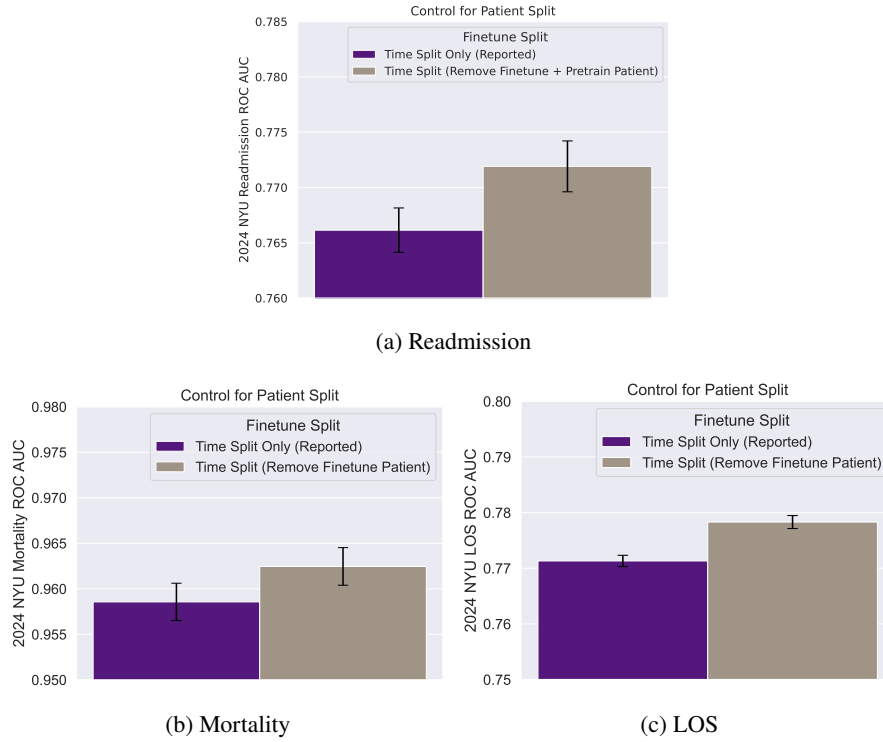 Control for Patient Split
0.785
0.780
0.775
0.770
0.765
0.760
2024 NYU Readmission ROC AUC
Finetune Split
Time Split Only (Reported)
Time Split (Remove Finetune + Pretrain Patient)
(a) Readmission
Control for Patient Split
0.980
0.975
0.970
0.965
0.960
0.955
0.950
2024 NYU Mortality ROC AUC
Finetune Split
Time Split Only (Reported)
Time Split (Remove Finetune Patient)
(b) Mortality
Control for Patient Split
0.80
0.79
0.78
0.77
0.76
0.75
2024 NYU LOS ROC AUC
Finetune Split
Time Split Only (Reported)
Time Split (Remove Finetune Patient)
(c) LOS